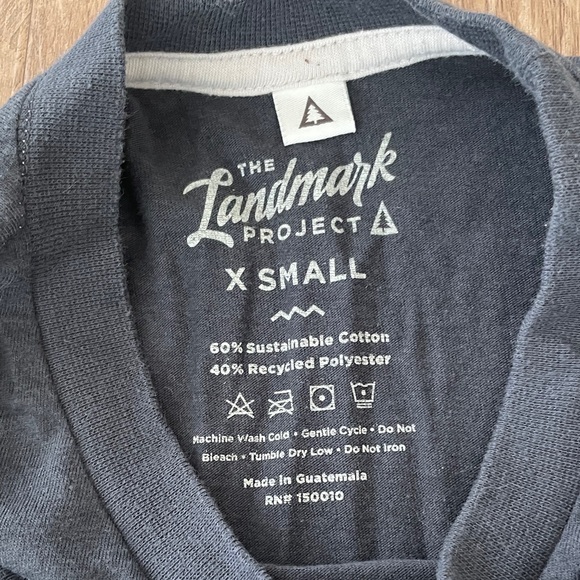 THE
Landmark
PROJECT
X SMALL
60% Sustainable Cotton
40% Recycled Polyester
Machine Wash Cold • Gentle Cycle • Do Not
Bleach • Tumble Dry Low • Do Not Iron
Made in Guatemala
RN# 150010